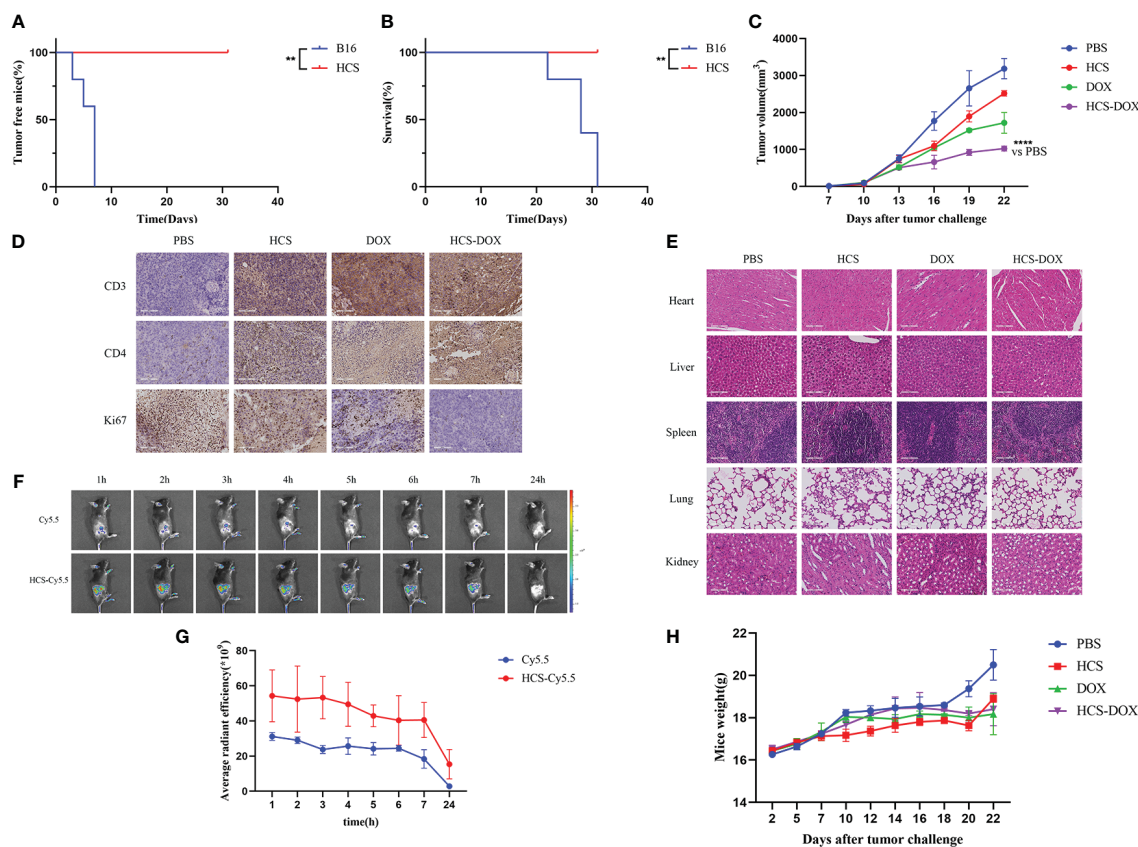 A
Tumor free mice(%)
100
50
0
0 10 20 30 40
Time(Days)
**
B16
HCS
B
Survival(%)
100
50
0
0 10 20 30 40
Time(Days)
**
B16
HCS
C
Tumor volume(mm3)
4000
3000
2000
1000
0
7 10 13 16 19 22
Days after tumor challenge
****
vs PBS
PBS
HCS
DOX
HCS-DOX
D
PBS HCS DOX HCS-DOX
CD3
CD4
Ki67
E
PBS HCS DOX HCS-DOX
Heart
Liver
Spleen
Lung
Kidney
F
1h 2h 3h 4h 5h 6h 7h 24h
Cy5.5
HCS-Cy5.5
G
Average radiant efficiency(*10^9)
80
60
40
20
0
1 2 3 4 5 6 7 24
time(h)
Cy5.5
HCS-Cy5.5
H
Mice weight(g)
22
20
18
16
14
2 5 7 10 12 14 16 18 20 22
Days after tumor challenge
PBS
HCS
DOX
HCS-DOX